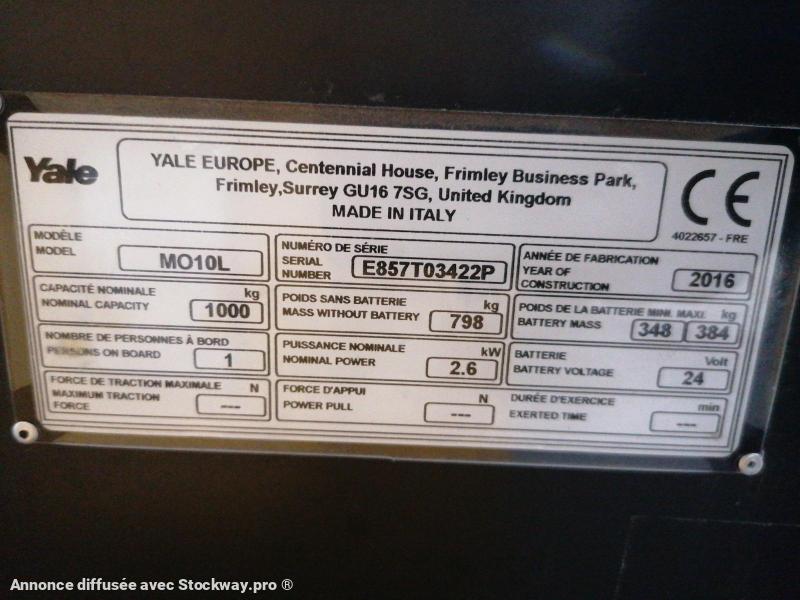 Yale
YALE EUROPE, Centennial House, Frimley Business Park,
Frimley,Surrey GU16 7SG, United Kingdom
MADE IN ITALY
CE
4022657 - FRE
MODÈLE
MODEL
MO10L
NUMÉRO DE SÉRIE
SERIAL
NUMBER
E857T03422P
ANNÉE DE FABRICATION
YEAR OF
CONSTRUCTION
2016
CAPACITÉ NOMINALE kg
NOMINAL CAPACITY
1000
POIDS SANS BATTERIE kg
MASS WITHOUT BATTERY
798
POIDS DE LA BATTERIE MINI. MAXI. kg
BATTERY MASS
348 384
NOMBRE DE PERSONNES À BORD
PERSONS ON BOARD
1
PUISSANCE NOMINALE kW
NOMINAL POWER
2.6
BATTERIE Volt
BATTERY VOLTAGE
24
FORCE DE TRACTION MAXIMALE N
MAXIMUM TRACTION
FORCE
---
FORCE D'APPUI N
POWER PULL
---
DURÉE D'EXERCICE min
EXERTED TIME
---
Annonce diffusée avec Stockway.pro ®